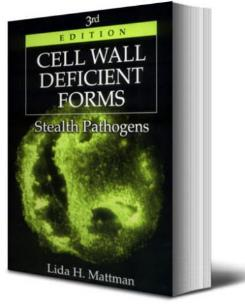 3rd
EDITION
CELL WALL
DEFICIENT
FORMS
Stealth Pathogens
Lida H. Mattman